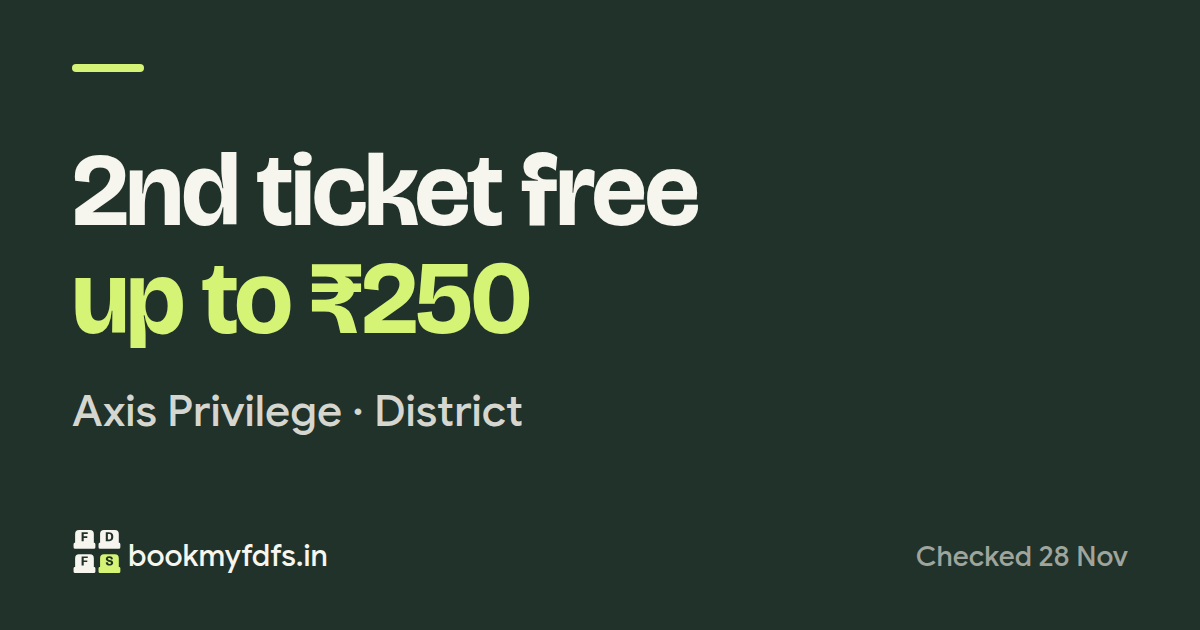 2nd ticket free
up to ₹250
Axis Privilege · District
F D
F S
bookmyfdfs.in
Checked 28 Nov